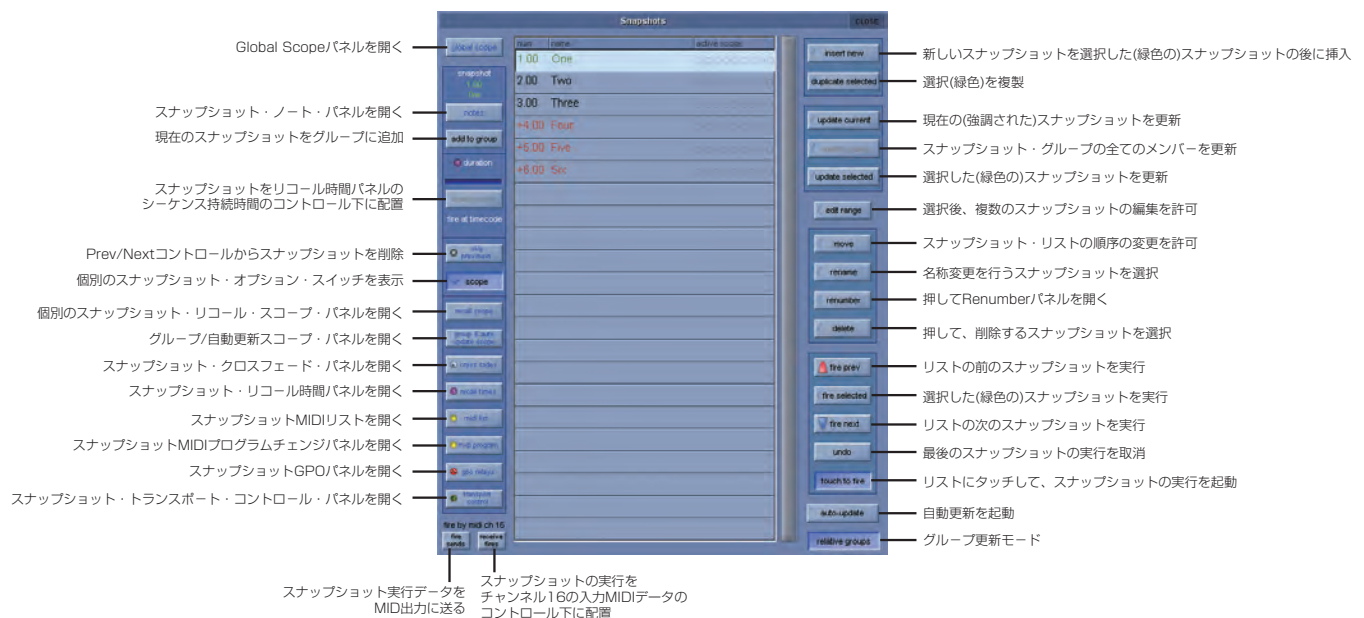 Snapshots
CLOSE
Global Scopeパネルを開く
スナップショット・ノート・パネルを開く
現在のスナップショットをグループに追加
スナップショットをリコール時間パネルの
シーケンス持続時間のコントロール下に配置
Prev/Nextコントロールからスナップショットを削除
個別のスナップショット・オプション・スイッチを表示
個別のスナップショット・リコール・スコープ・パネルを開く
グループ/自動更新スコープ・パネルを開く
スナップショット・クロスフェード・パネルを開く
スナップショット・リコール時間パネルを開く
スナップショットMIDIリストを開く
スナップショットMIDIプログラムチェンジパネルを開く
スナップショットGPOパネルを開く
スナップショット・トランスポート・コントロール・パネルを開く
global scope
snapshot
1.00
One
notes
add to group
duration
fire at timecode
skip
prev/next
scope
recall scope
group & auto
update scope
cross fades
recall times
midi list
midi program
gpo relays
transport
control
fire by midi ch 16
fire
sends
receive
fires
num name active scope
1.00 One
2.00 Two
3.00 Three
+4.00 Four
+5.00 Five
+6.00 Six
insert new
duplicate selected
update current
update selected
edit range
move
rename
renumber
delete
fire prev
fire selected
fire next
undo
touch to fire
auto-update
relative groups
新しいスナップショットを選択した(緑色の)スナップショットの後に挿入
選択(緑色)を複製
現在の(強調された)スナップショットを更新
スナップショット・グループの全てのメンバーを更新
選択した(緑色の)スナップショットを更新
選択後、複数のスナップショットの編集を許可
スナップショット・リストの順序の変更を許可
名称変更を行うスナップショットを選択
押してRenumberパネルを開く
押して、削除するスナップショットを選択
リストの前のスナップショットを実行
選択した(緑色の)スナップショットを実行
リストの次のスナップショットを実行
最後のスナップショットの実行を取消
リストにタッチして、スナップショットの実行を起動
自動更新を起動
グループ更新モード
スナップショット実行データを
MID出力に送る
スナップショットの実行を
チャンネル16の入力MIDIデータの
コントロール下に配置